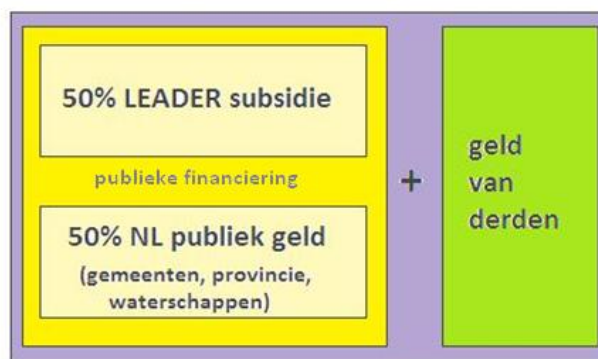 50% LEADER subsidie
publieke financiering
50% NL publiek geld
(gemeenten, provincie,
waterschappen)
+
geld
van
derden